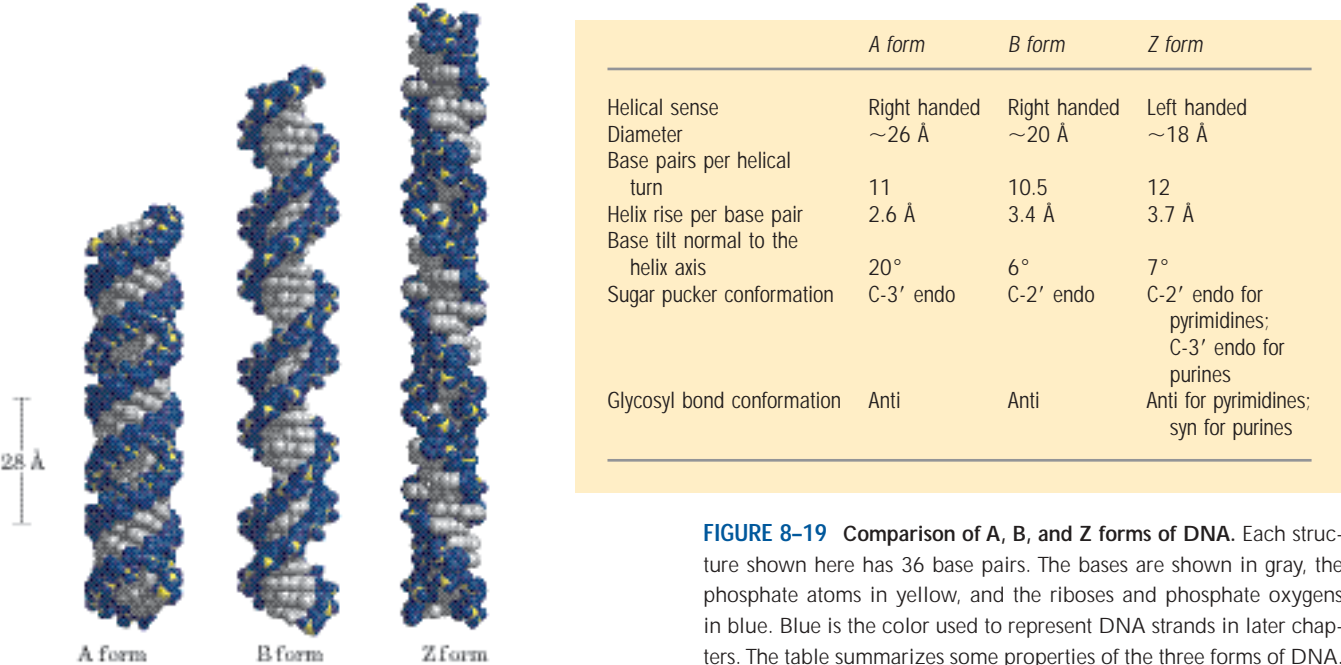 28 Å
A form
B form
Z form
A form B form Z form
Helical sense Right handed Right handed Left handed
Diameter ~26 Å ~20 Å ~18 Å
Base pairs per helical
turn 11 10.5 12
Helix rise per base pair 2.6 Å 3.4 Å 3.7 Å
Base tilt normal to the
helix axis 20° 6° 7°
Sugar pucker conformation C-3′ endo C-2′ endo C-2′ endo for
pyrimidines;
C-3′ endo for
purines
Glycosyl bond conformation Anti Anti Anti for pyrimidines;
syn for purines
FIGURE 8–19 Comparison of A, B, and Z forms of DNA. Each struc-
ture shown here has 36 base pairs. The bases are shown in gray, the
phosphate atoms in yellow, and the riboses and phosphate oxygens
in blue. Blue is the color used to represent DNA strands in later chap-
ters. The table summarizes some properties of the three forms of DNA.